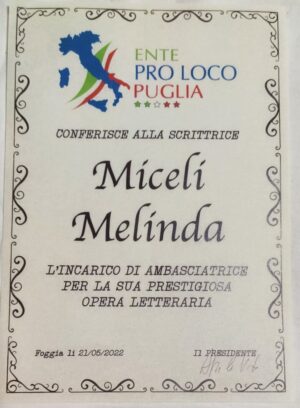 ENTE
PRO LOCO
PUGLIA
CONFERISCE ALLA SCRITTRICE
Miceli
Melinda
L'INCARICO DI AMBASCIATRICE
PER LA SUA PRESTIGIOSA
OPERA LETTERARIA
Foggia li 21/05/2022
Il PRESIDENTE